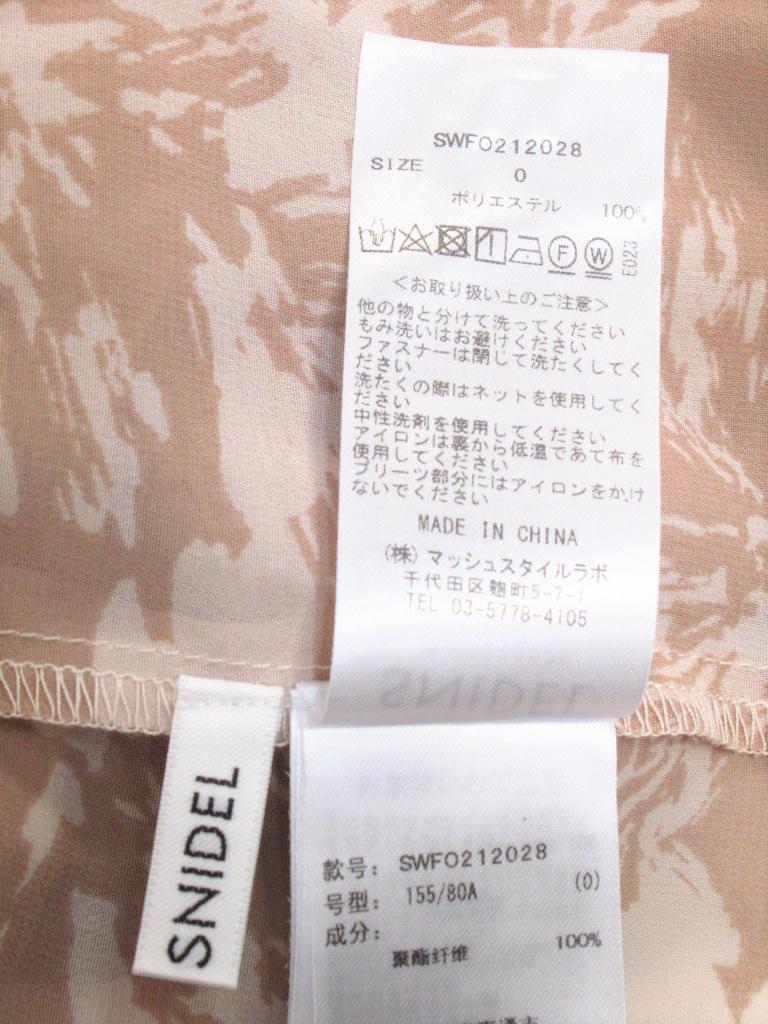 SWFO212028
SIZE 0
ポリエステル 100%
F W E023
＜お取り扱い上のご注意＞
他の物と分けて洗ってください
もみ洗いはお避けください
ファスナーは閉じて洗たくしてく
ださい
洗たくの際はネットを使用してく
ださい
中性洗剤を使用してください
アイロンは裏から低温であて布を
使用してください
プリーツ部分にはアイロンをかけ
ないでください
MADE IN CHINA
(株)マッシュスタイルラボ
千代田区麹町5-7-1
TEL 03-5778-4105
SNIDEL
SNIDEL
款号: SWFO212028
号型: 155/80A (0)
成分:
聚酯纤维 100%